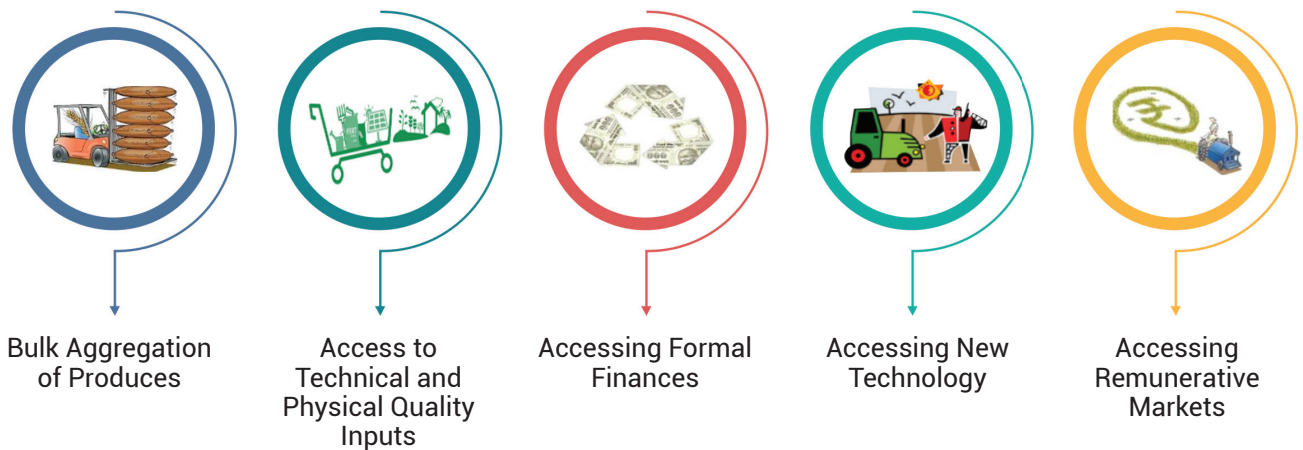 Bulk Aggregation
of Produces
Access to
Technical and
Physical Quality
Inputs
Accessing Formal
Finances
Accessing New
Technology
Accessing
Remunerative
Markets